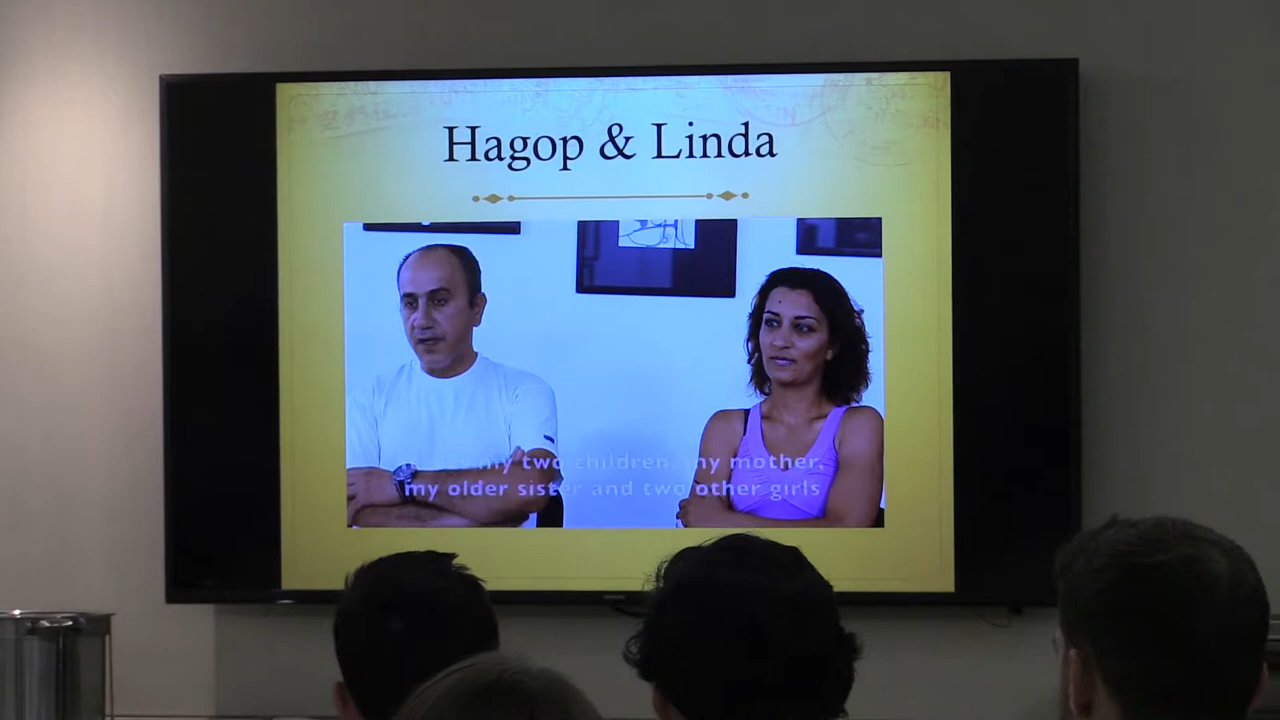 Hagop & Linda
my two children, my mother,
my older sister and two other girls